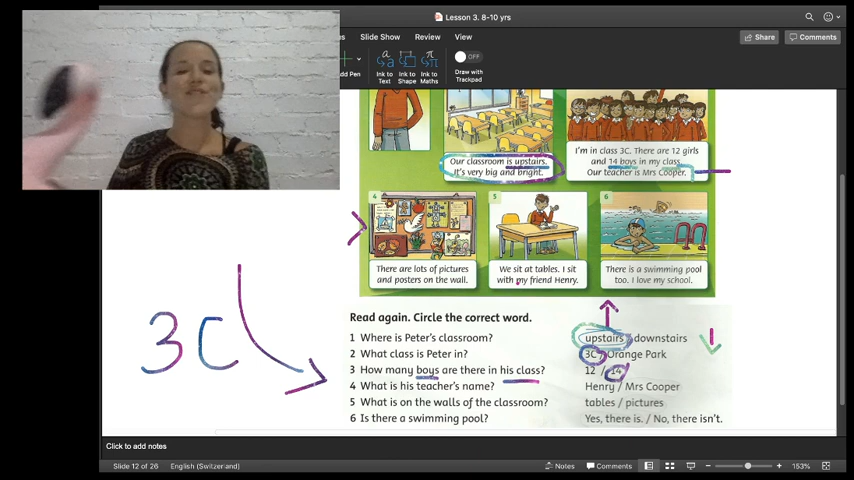 Lesson 3. 8-10 yrs
Slide Show
Review
View
Share
Comments
Add Pen
Ink to Text
Ink to Shape
Ink to Maths
OFF
Draw with Trackpad
Our classroom is upstairs.
It's very big and bright.
I'm in class 3C. There are 12 girls
and 14 boys in my class.
Our teacher is Mrs Cooper.
4
There are lots of pictures
and posters on the wall.
5
We sit at tables. I sit
with my friend Henry.
6
There is a swimming pool
too. I love my school.
3C
Read again. Circle the correct word.
1 Where is Peter's classroom? upstairs / downstairs
2 What class is Peter in? 3C / Orange Park
3 How many boys are there in his class? 12 / 14
4 What is his teacher's name? Henry / Mrs Cooper
5 What is on the walls of the classroom? tables / pictures
6 Is there a swimming pool? Yes, there is. / No, there isn't.
Click to add notes
Slide 12 of 26
English (Switzerland)
Notes
Comments
153%